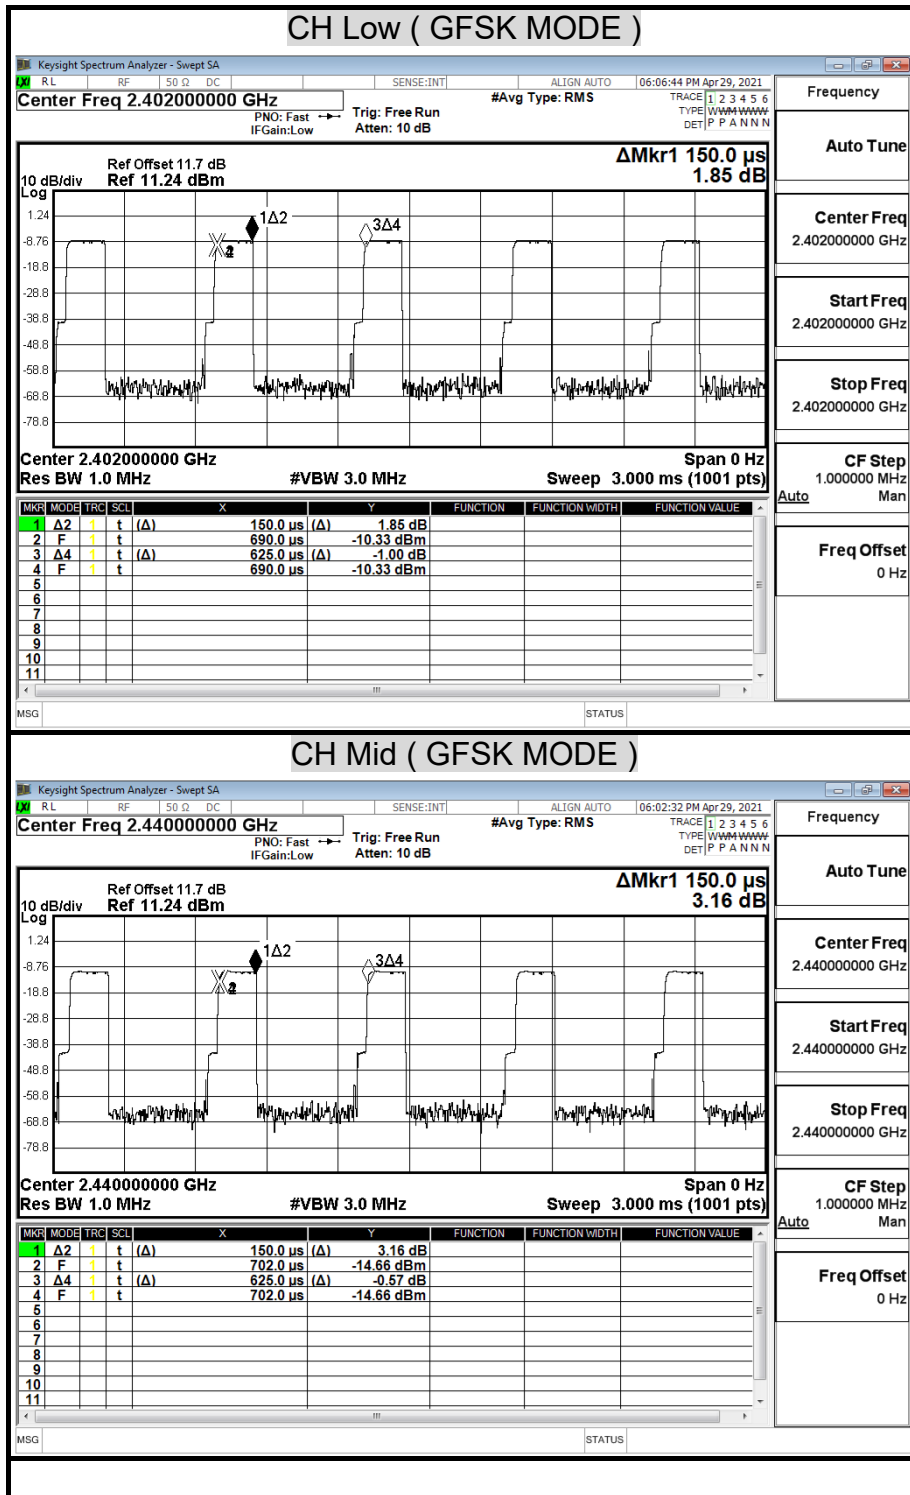 CH Low ( GFSK MODE )
Keysight Spectrum Analyzer - Swept SA
LXI RL RF 50 Ω DC SENSE:INT ALIGN AUTO 06:06:44 PM Apr 29, 2021
Center Freq 2.402000000 GHz #Avg Type: RMS TRACE 1 2 3 4 5 6
PNO: Fast Trig: Free Run TYPE WWMWWWW
IFGain:Low Atten: 10 dB DET P P A N N N
Frequency
Auto Tune
ΔMkr1 150.0 µs
Ref Offset 11.7 dB 1.85 dB
10 dB/div Ref 11.24 dBm
Log
1.24
-8.76
-18.8
-28.8
-38.8
-48.8
-58.8
-68.8
-78.8
1Δ2
3Δ4
Center 2.402000000 GHz Span 0 Hz
Res BW 1.0 MHz #VBW 3.0 MHz Sweep 3.000 ms (1001 pts)
MKR MODE TRC SCL X Y FUNCTION FUNCTION WIDTH FUNCTION VALUE
1 Δ2 1 t (Δ) 150.0 µs (Δ) 1.85 dB
2 F 1 t 690.0 µs -10.33 dBm
3 Δ4 1 t (Δ) 625.0 µs (Δ) -1.00 dB
4 F 1 t 690.0 µs -10.33 dBm
5
6
7
8
9
10
11
MSG STATUS
Center Freq
2.402000000 GHz
Start Freq
2.402000000 GHz
Stop Freq
2.402000000 GHz
CF Step
1.000000 MHz
Auto Man
Freq Offset
0 Hz
CH Mid ( GFSK MODE )
Keysight Spectrum Analyzer - Swept SA
LXI RL RF 50 Ω DC SENSE:INT ALIGN AUTO 06:02:32 PM Apr 29, 2021
Center Freq 2.440000000 GHz #Avg Type: RMS TRACE 1 2 3 4 5 6
PNO: Fast Trig: Free Run TYPE WWMWWWW
IFGain:Low Atten: 10 dB DET P P A N N N
Frequency
Auto Tune
ΔMkr1 150.0 µs
Ref Offset 11.7 dB 3.16 dB
10 dB/div Ref 11.24 dBm
Log
1.24
-8.76
-18.8
-28.8
-38.8
-48.8
-58.8
-68.8
-78.8
1Δ2
3Δ4
Center 2.440000000 GHz Span 0 Hz
Res BW 1.0 MHz #VBW 3.0 MHz Sweep 3.000 ms (1001 pts)
MKR MODE TRC SCL X Y FUNCTION FUNCTION WIDTH FUNCTION VALUE
1 Δ2 1 t (Δ) 150.0 µs (Δ) 3.16 dB
2 F 1 t 702.0 µs -14.66 dBm
3 Δ4 1 t (Δ) 625.0 µs (Δ) -0.57 dB
4 F 1 t 702.0 µs -14.66 dBm
5
6
7
8
9
10
11
MSG STATUS
Center Freq
2.440000000 GHz
Start Freq
2.440000000 GHz
Stop Freq
2.440000000 GHz
CF Step
1.000000 MHz
Auto Man
Freq Offset
0 Hz